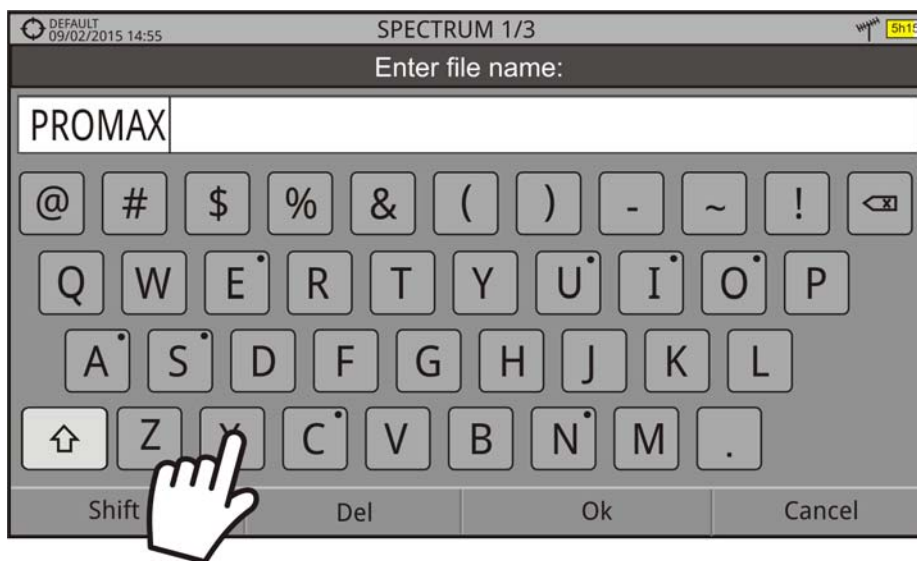 DEFAULT
09/02/2015 14:55 SPECTRUM 1/3 5h15
Enter file name:
PROMAX
@ # $ % & ( ) - ~ !
Q W E R T Y U I O P
A S D F G H J K L
Z X C V B N M .
Shift Del Ok Cancel